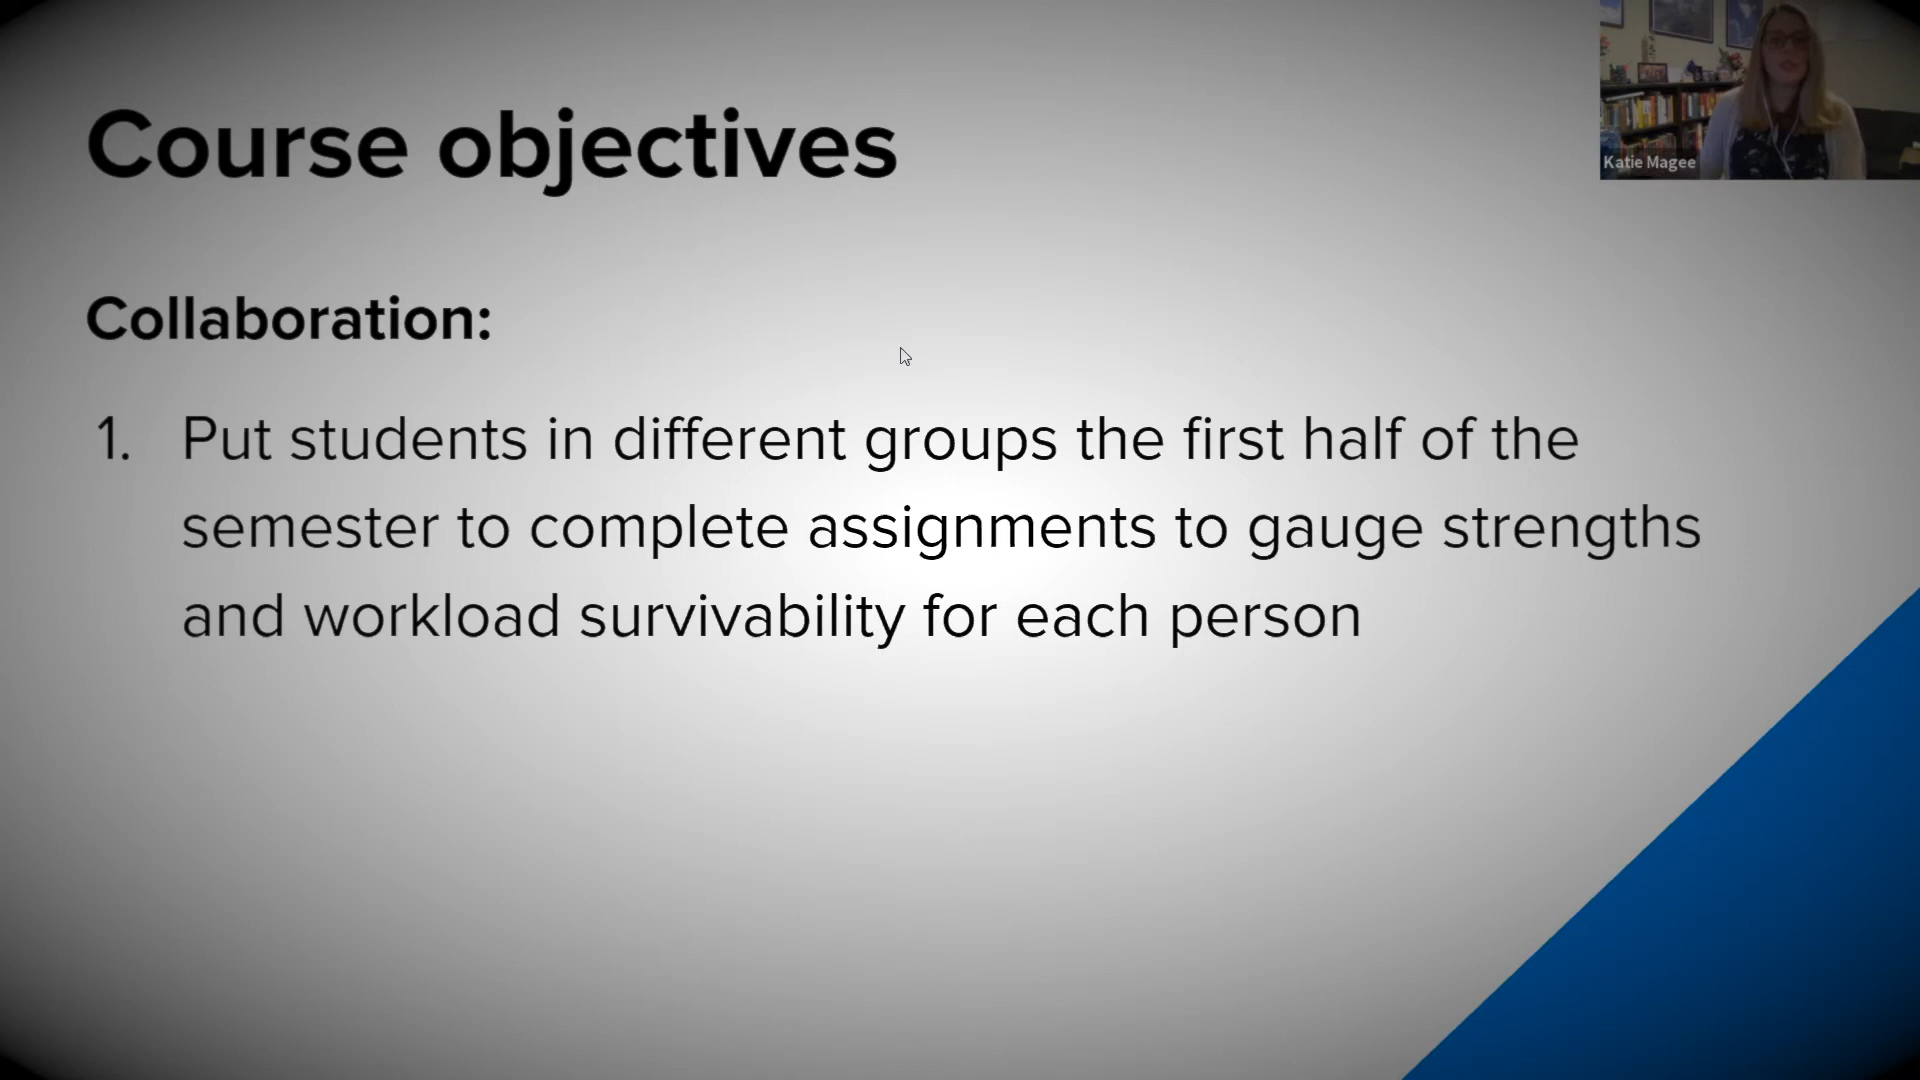 Course objectives
Katie Magee
Collaboration:
1. Put students in different groups the first half of the
semester to complete assignments to gauge strengths
and workload survivability for each person